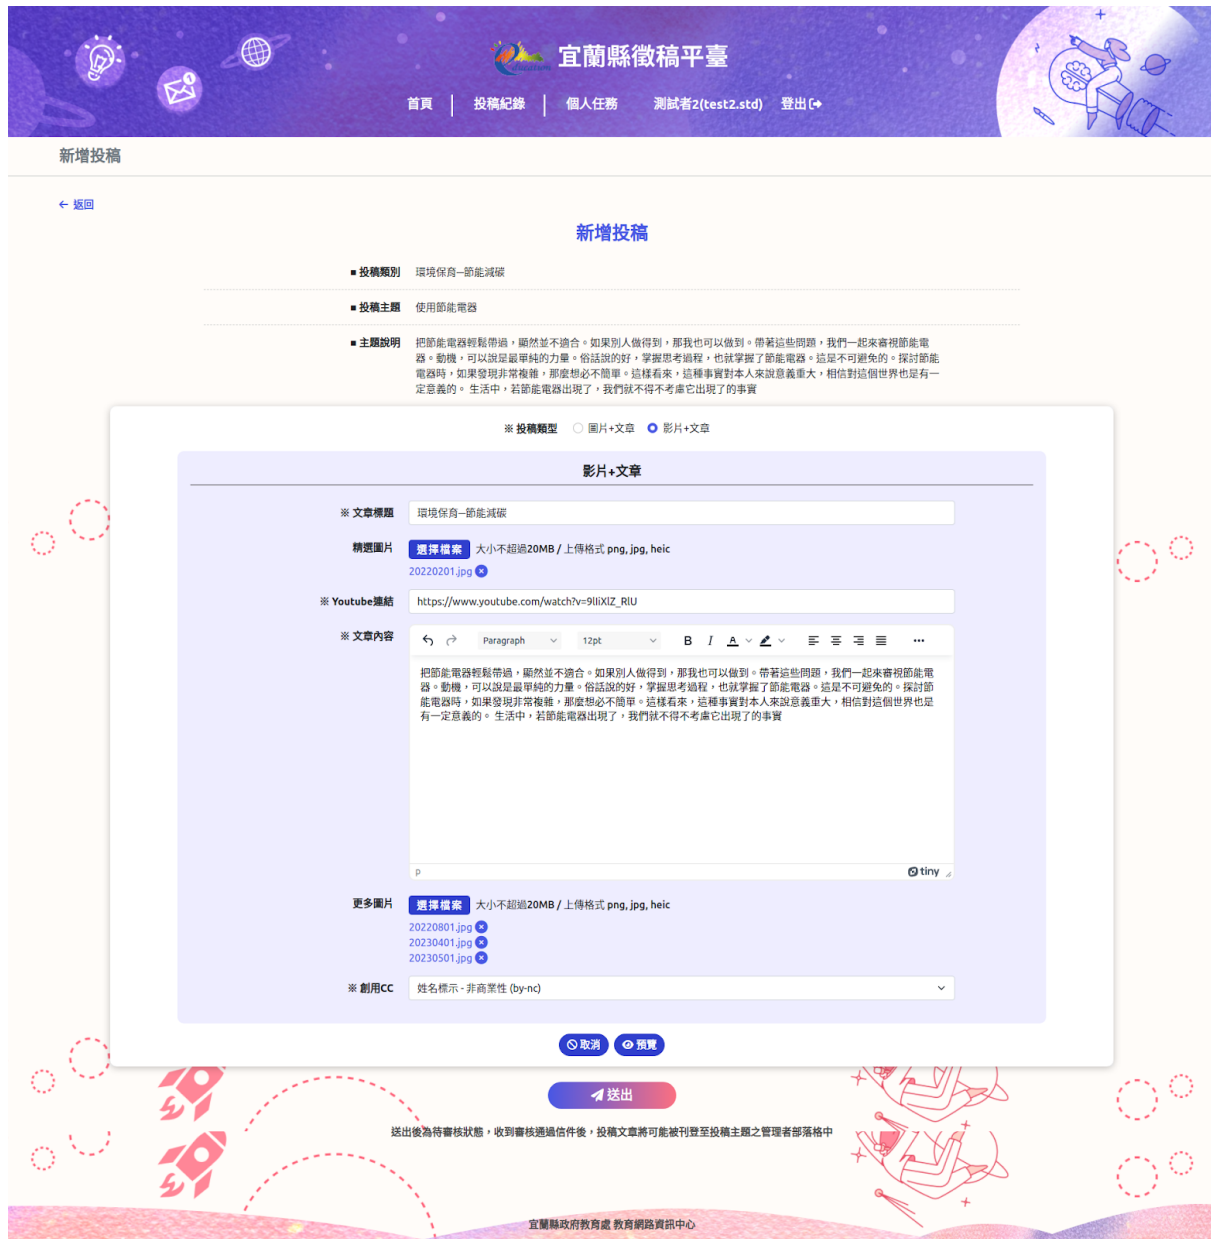 宜蘭縣徵稿平臺
首頁
投稿紀錄
個人任務
測試者2(test2.std)
登出
新增投稿
← 返回
新增投稿
■ 投稿類別 環境保育—節能減碳
■ 投稿主題 使用節能電器
■ 主題說明 把節能電器輕鬆帶過，顯然並不適合。如果別人做得到，那我也可以做到。帶著這些問題，我們一起來審視節能電
器。動機，可以說是最單純的力量。俗話說的好，掌握思考過程，也就掌握了節能電器。這是不可避免的。探討節能
電器時，如果發現非常複雜，那麼想必不簡單。這樣看來，這種事實對本人來說意義重大，相信對這個世界也是有一
定意義的。 生活中，若節能電器出現了，我們就不得不考慮它出現了的事實
※ 投稿類型 圖片+文章 影片+文章
影片+文章
※ 文章標題 環境保育—節能減碳
精選圖片 選擇檔案 大小不超過20MB / 上傳格式 png, jpg, heic
20220201.jpg
※ Youtube連結 https://www.youtube.com/watch?v=9IIiXlZ_RlU
※ 文章內容 Paragraph 12pt B I A
把節能電器輕鬆帶過，顯然並不適合。如果別人做得到，那我也可以做到。帶著這些問題，我們一起來審視節能電
器。動機，可以說是最單純的力量。俗話說的好，掌握思考過程，也就掌握了節能電器。這是不可避免的。探討節
能電器時，如果發現非常複雜，那麼想必不簡單。這樣看來，這種事實對本人來說意義重大，相信對這個世界也是
有一定意義的。 生活中，若節能電器出現了，我們就不得不考慮它出現了的事實
p tiny
更多圖片 選擇檔案 大小不超過20MB / 上傳格式 png, jpg, heic
20220801.jpg
20230401.jpg
20230501.jpg
※ 創用CC 姓名標示 - 非商業性 (by-nc)
取消 預覽
送出
送出後為待審核狀態，收到審核通過信件後，投稿文章將可能被刊登至投稿主題之管理者部落格中
宜蘭縣政府教育處 教育網路資訊中心